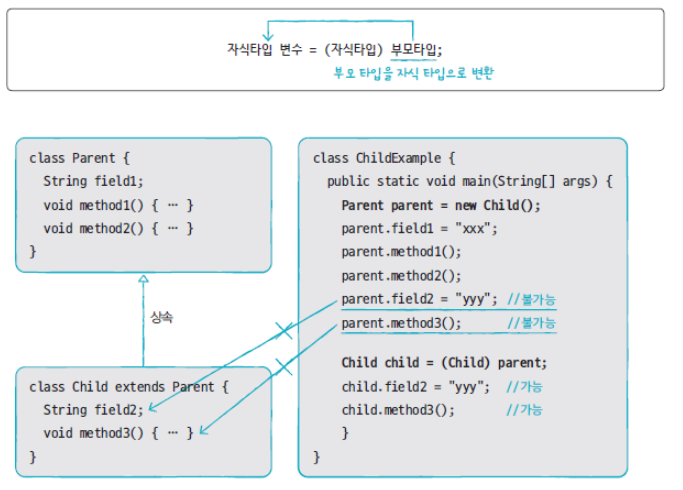 자식타입 변수 = (자식타입) 부모타입;
부모 타입을 자식 타입으로 변환
class Parent {
String field1;
void method1() { … }
void method2() { … }
}
상속
class Child extends Parent {
String field2;
void method3() { … }
}
class ChildExample {
public static void main(String[] args) {
Parent parent = new Child();
parent.field1 = "xxx";
parent.method1();
parent.method2();
parent.field2 = "yyy"; //불가능
parent.method3(); //불가능
Child child = (Child) parent;
child.field2 = "yyy"; //가능
child.method3(); //가능
}
}